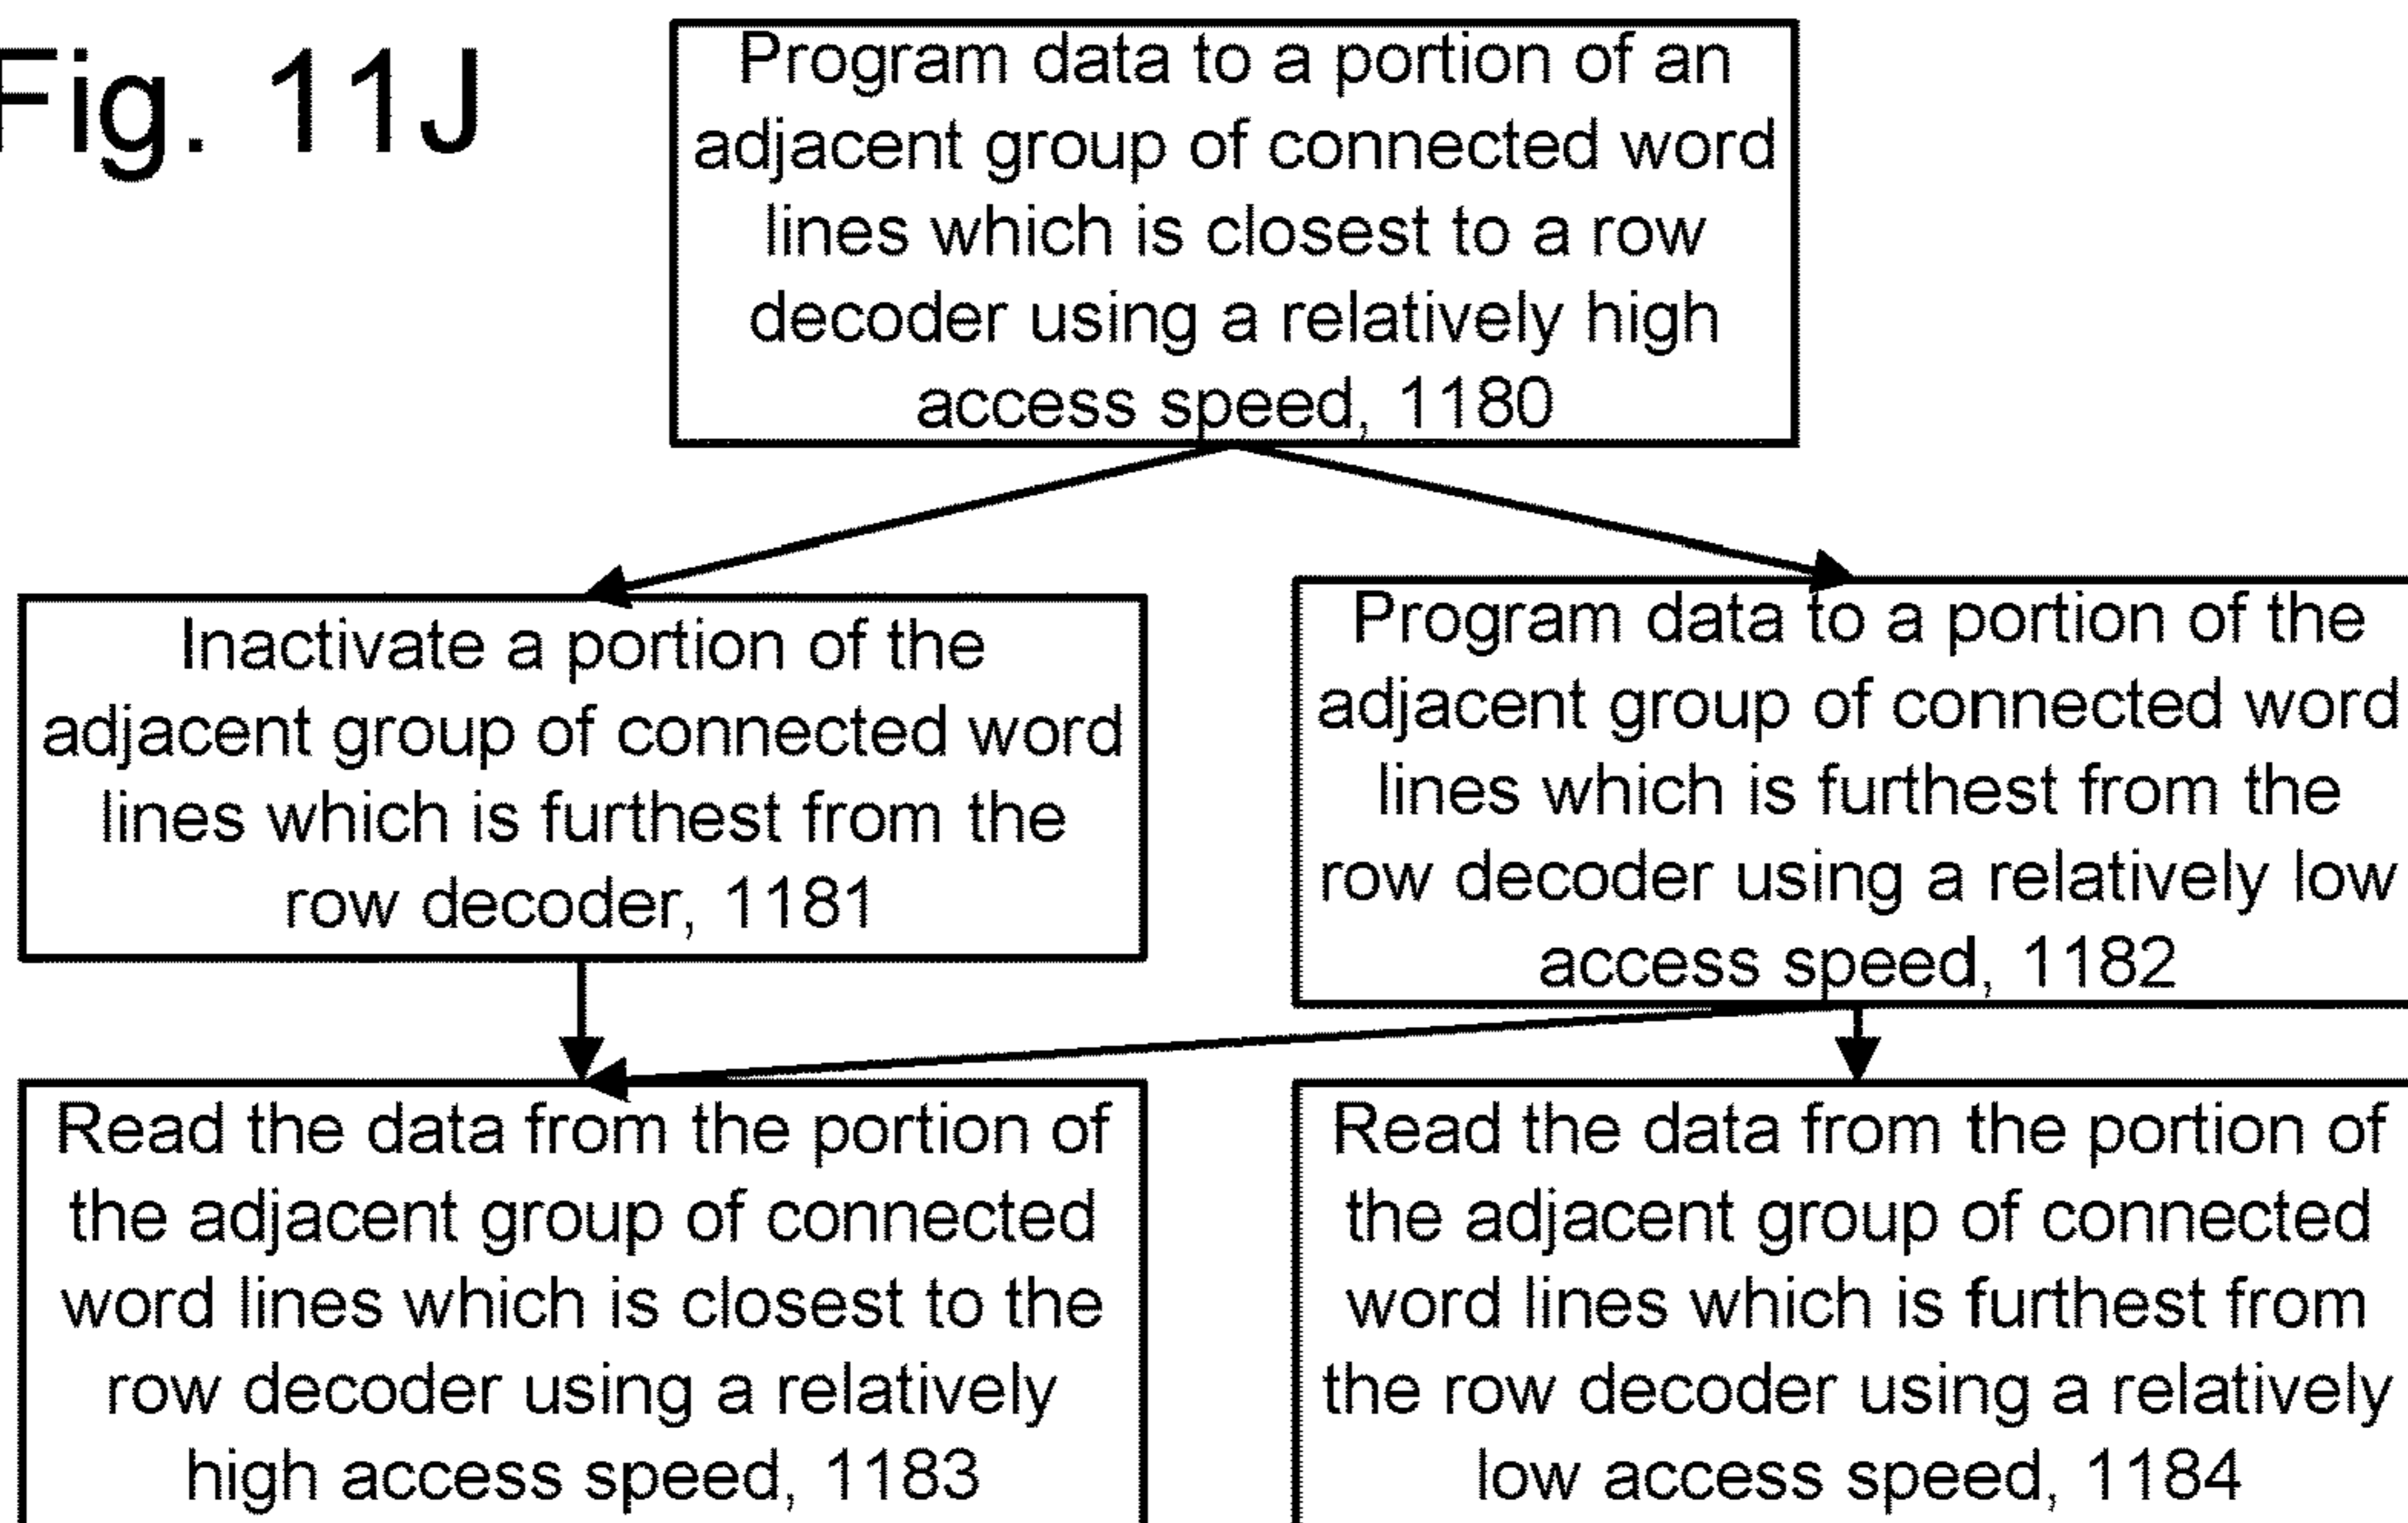 Fig. 11J
Program data to a portion of an
adjacent group of connected word
lines which is closest to a row
decoder using a relatively high
access speed, 1180
Inactivate a portion of the
adjacent group of connected word
lines which is furthest from the
row decoder, 1181
Program data to a portion of the
adjacent group of connected word
lines which is furthest from the
row decoder using a relatively low
access speed, 1182
Read the data from the portion of
the adjacent group of connected
word lines which is closest to the
row decoder using a relatively
high access speed, 1183
Read the data from the portion of
the adjacent group of connected
word lines which is furthest from
the row decoder using a relatively
low access speed, 1184